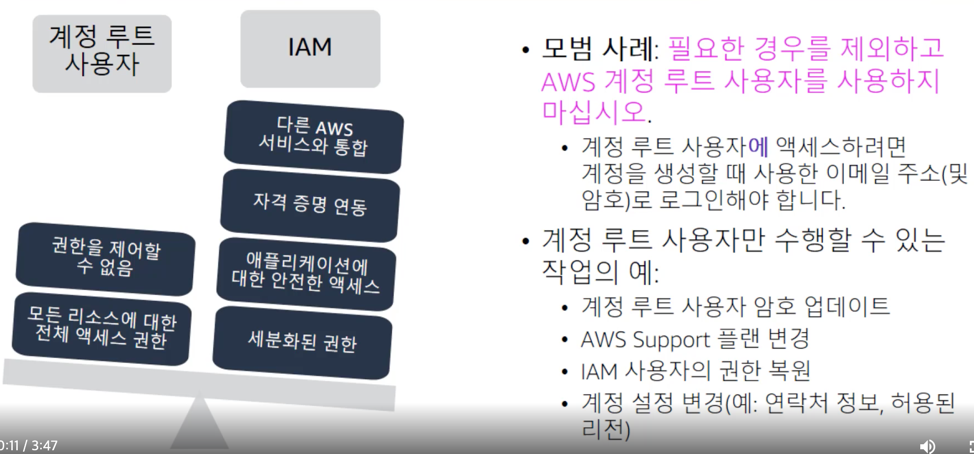 계정 루트
사용자
IAM
다른 AWS
서비스와 통합
자격 증명 연동
권한을 제어할
수 없음
애플리케이션에
대한 안전한 액세스
모든 리소스에 대한
전체 액세스 권한
세분화된 권한
• 모범 사례: 필요한 경우를 제외하고
AWS 계정 루트 사용자를 사용하지
마십시오.
• 계정 루트 사용자에 액세스하려면
계정을 생성할 때 사용한 이메일 주소(및
암호)로 로그인해야 합니다.
• 계정 루트 사용자만 수행할 수 있는
작업의 예:
• 계정 루트 사용자 암호 업데이트
• AWS Support 플랜 변경
• IAM 사용자의 권한 복원
• 계정 설정 변경(예: 연락처 정보, 허용된
리전)
0:11 / 3:47